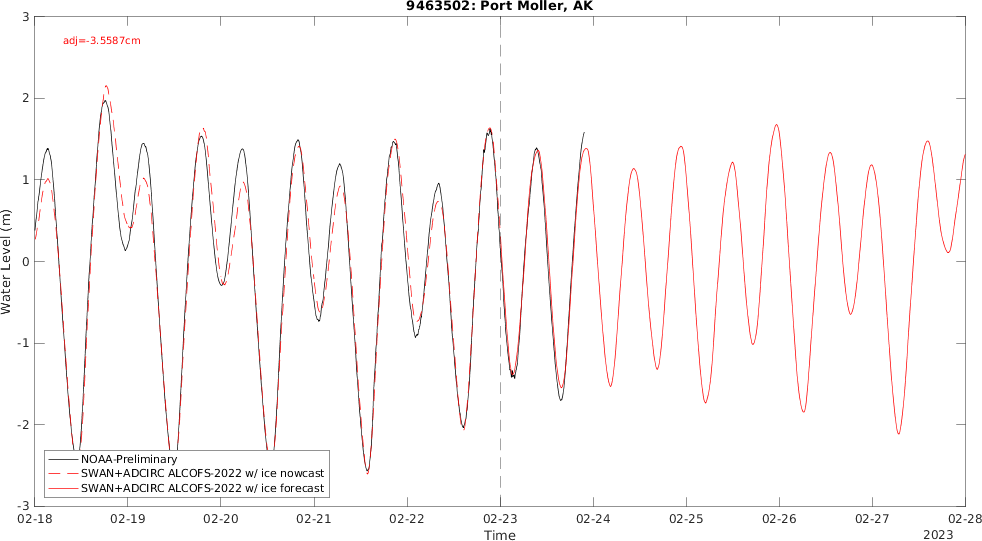 9463502: Port Moller, AK
adj=-3.5587cm
3
2
1
0
-1
-2
-3
Water Level (m)
NOAA-Preliminary
SWAN+ADCIRC ALCOFS-2022 w/ ice nowcast
SWAN+ADCIRC ALCOFS-2022 w/ ice forecast
02-18 02-19 02-20 02-21 02-22 02-23 02-24 02-25 02-26 02-27 02-28
Time
2023